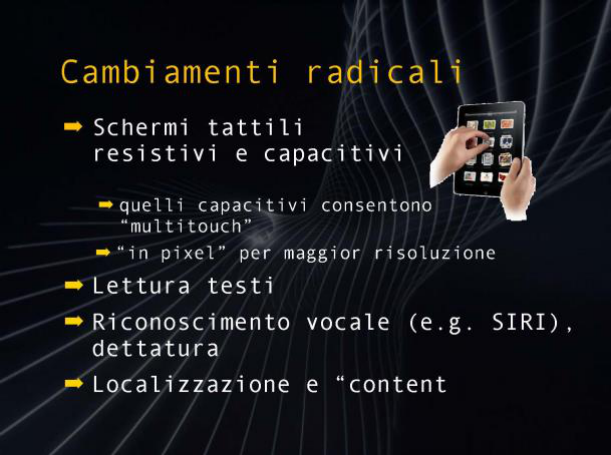 Cambiamenti radicali
➡ Schermi tattili
resistivi e capacitivi
➡ quelli capacitivi consentono
“multitouch”
➡ “in pixel” per maggior risoluzione
➡ Lettura testi
➡ Riconoscimento vocale (e.g. SIRI),
dettatura
➡ Localizzazione e “content